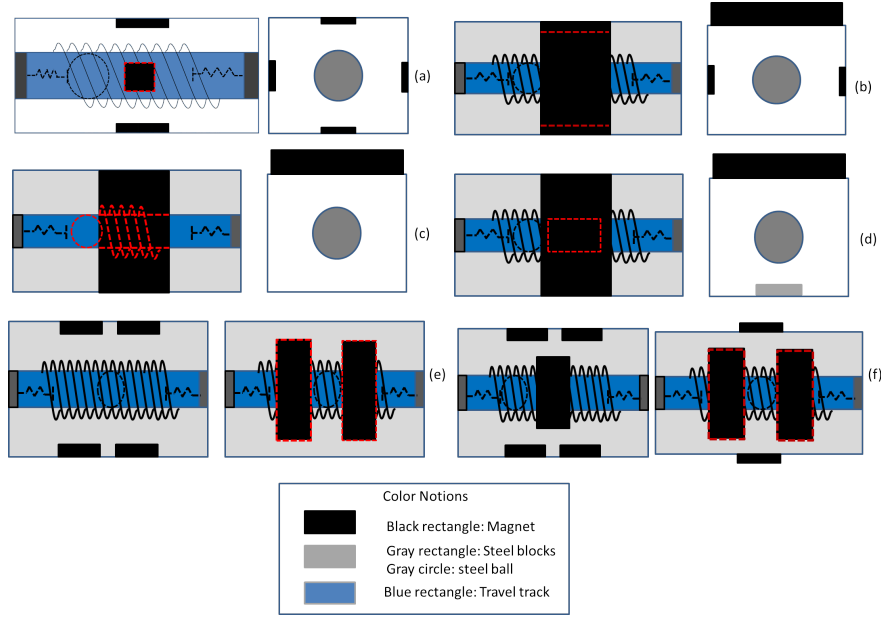 (a)
(b)
(c)
(d)
(e)
(f)
Color Notions
Black rectangle: Magnet
Gray rectangle: Steel blocks
Gray circle: steel ball
Blue rectangle: Travel track